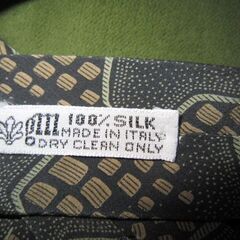 100% SILK
MADE IN ITALY
DRY CLEAN ONLY